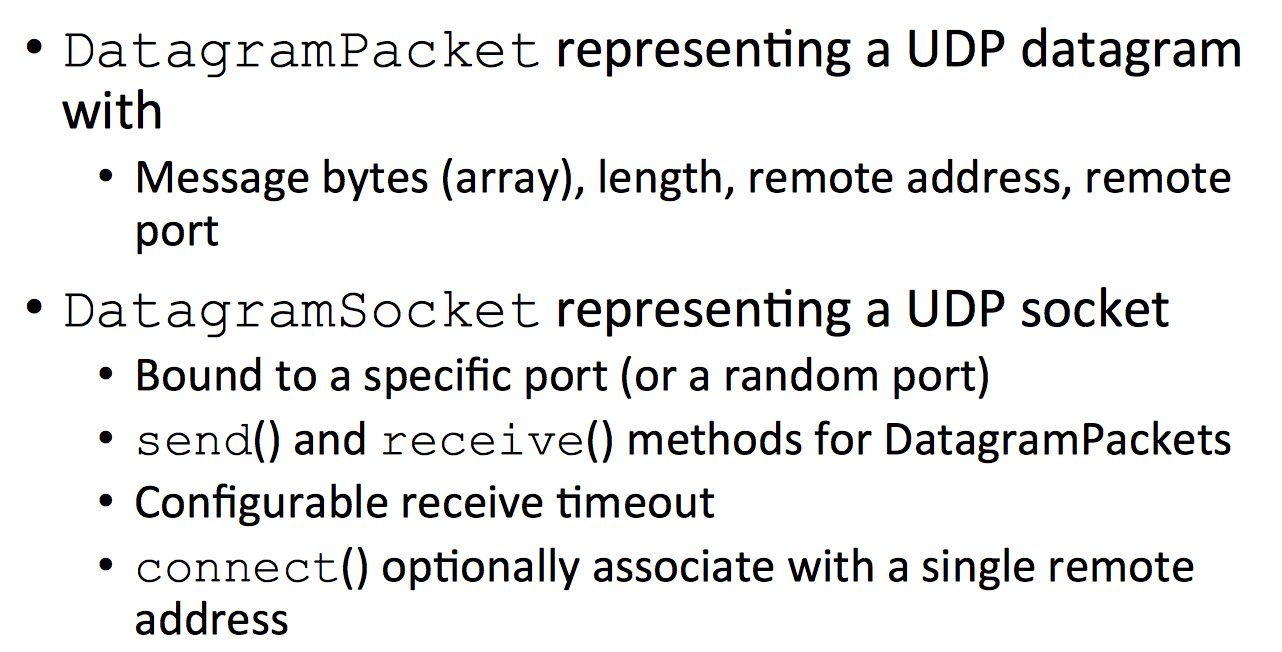 • DatagramPacket representing a UDP datagram
with
• Message bytes (array), length, remote address, remote
port
• DatagramSocket representing a UDP socket
• Bound to a specific port (or a random port)
• send() and receive() methods for DatagramPackets
• Configurable receive timeout
• connect() optionally associate with a single remote
address